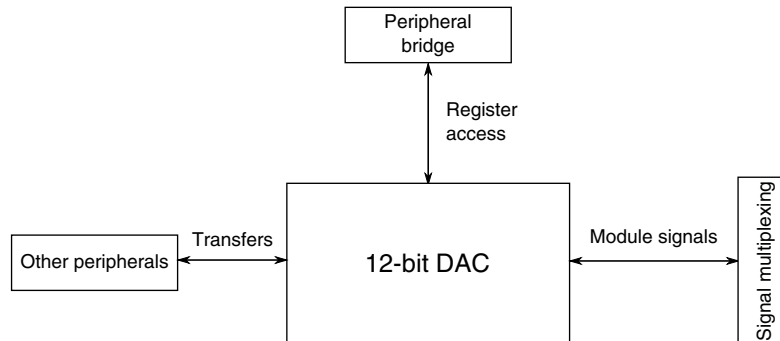 Peripheral
bridge
Register
access
Other peripherals
Transfers
12-bit DAC
Module signals
Signal multiplexing